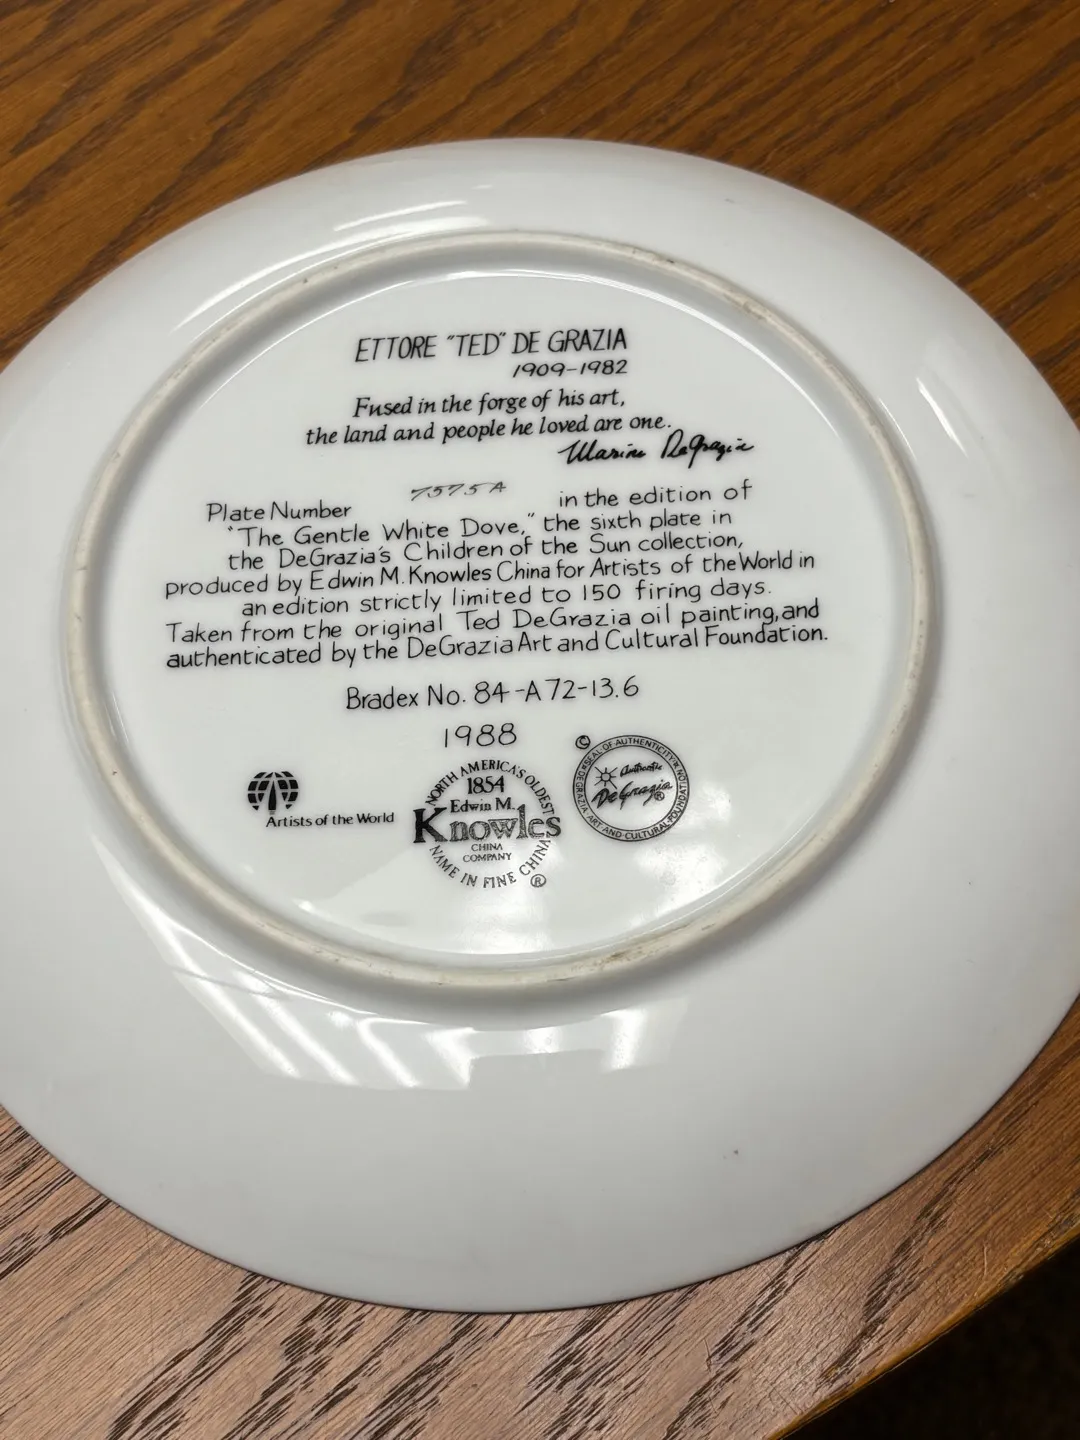 ETTORE "TED" DE GRAZIA
1909-1982
Fused in the forge of his art,
the land and people he loved are one.
Marion DeGrazia
Plate Number 7575A in the edition of
"The Gentle White Dove," the sixth plate in
the DeGrazia's Children of the Sun collection,
produced by Edwin M. Knowles China for Artists of the World in
an edition strictly limited to 150 firing days.
Taken from the original Ted DeGrazia oil painting, and
authenticated by the DeGrazia Art and Cultural Foundation.
Bradex No. 84-A72-13.6
1988
Artists of the World
NORTH AMERICA'S OLDEST
1854
Edwin M.
Knowles
CHINA
COMPANY
NAME IN FINE CHINA
®
©
SEAL OF AUTHENTICITY
DEGRAZIA ART AND CULTURAL FOUNDATION
Authentic
DeGrazia®